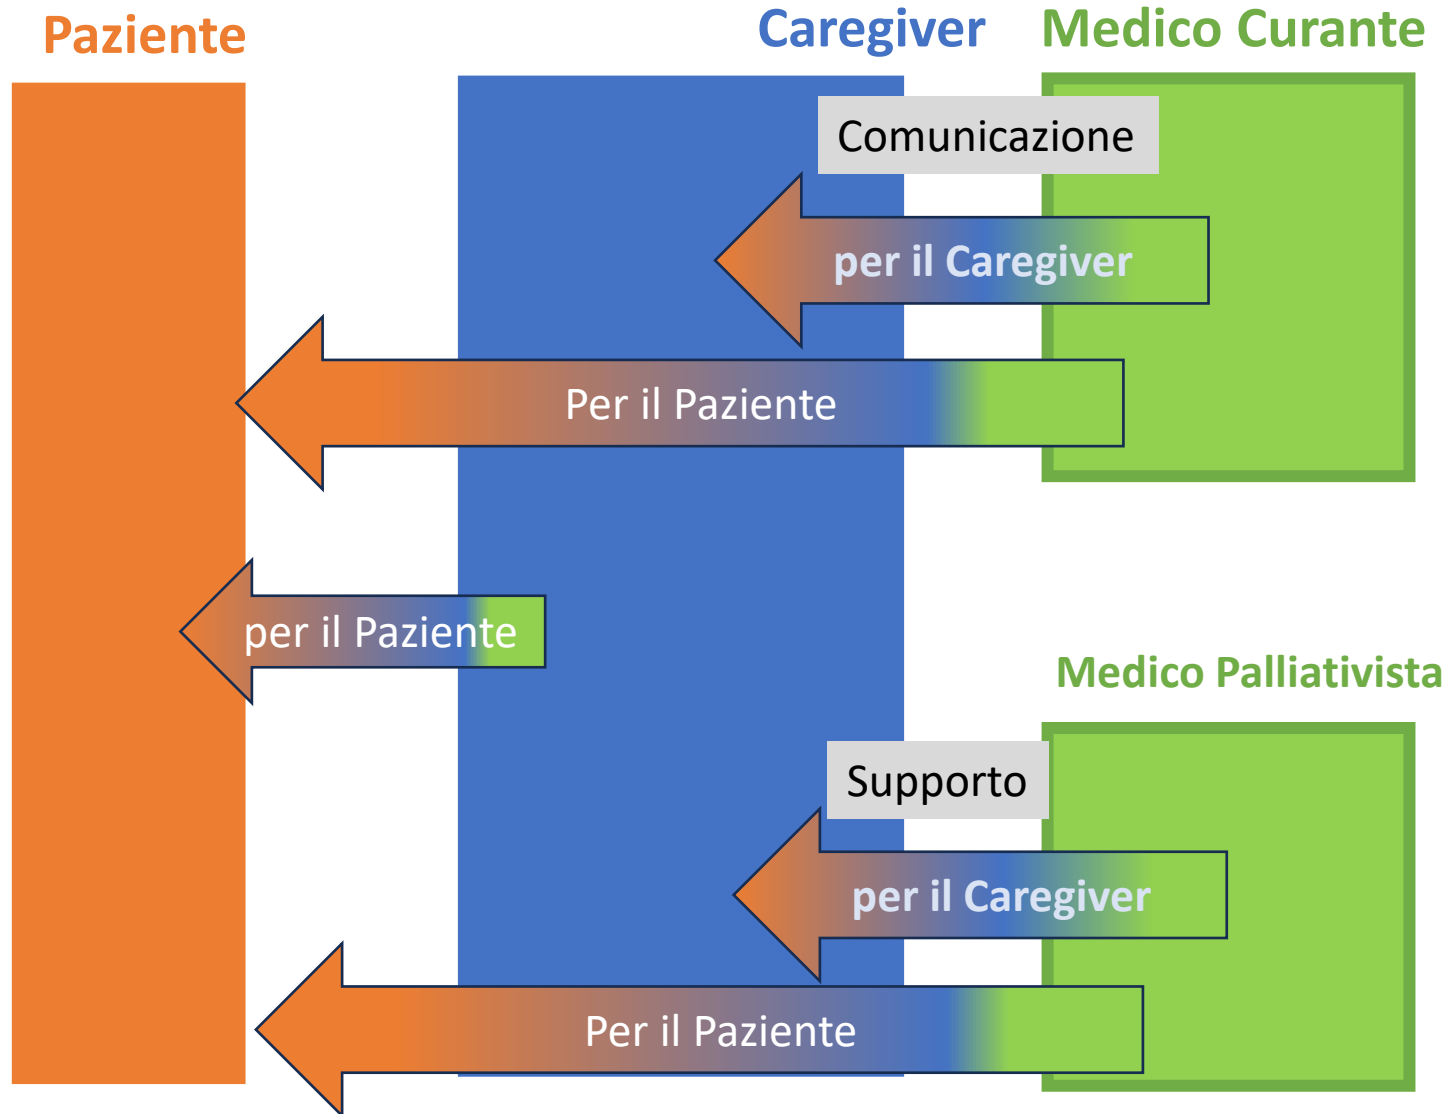 Paziente
Caregiver
Medico Curante
Comunicazione
per il Caregiver
Per il Paziente
per il Paziente
Medico Palliativista
Supporto
per il Caregiver
Per il Paziente